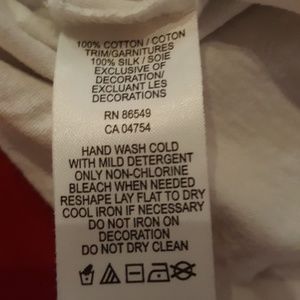 100% COTTON / COTON
TRIM/GARNITURES
100% SILK / SOIE
EXCLUSIVE OF
DECORATION/
EXCLUANT LES
DECORATIONS
RN 86549
CA 04754
HAND WASH COLD
WITH MILD DETERGENT
ONLY NON-CHLORINE
BLEACH WHEN NEEDED
RESHAPE LAY FLAT TO DRY
COOL IRON IF NECESSARY
DO NOT IRON ON
DECORATION
DO NOT DRY CLEAN